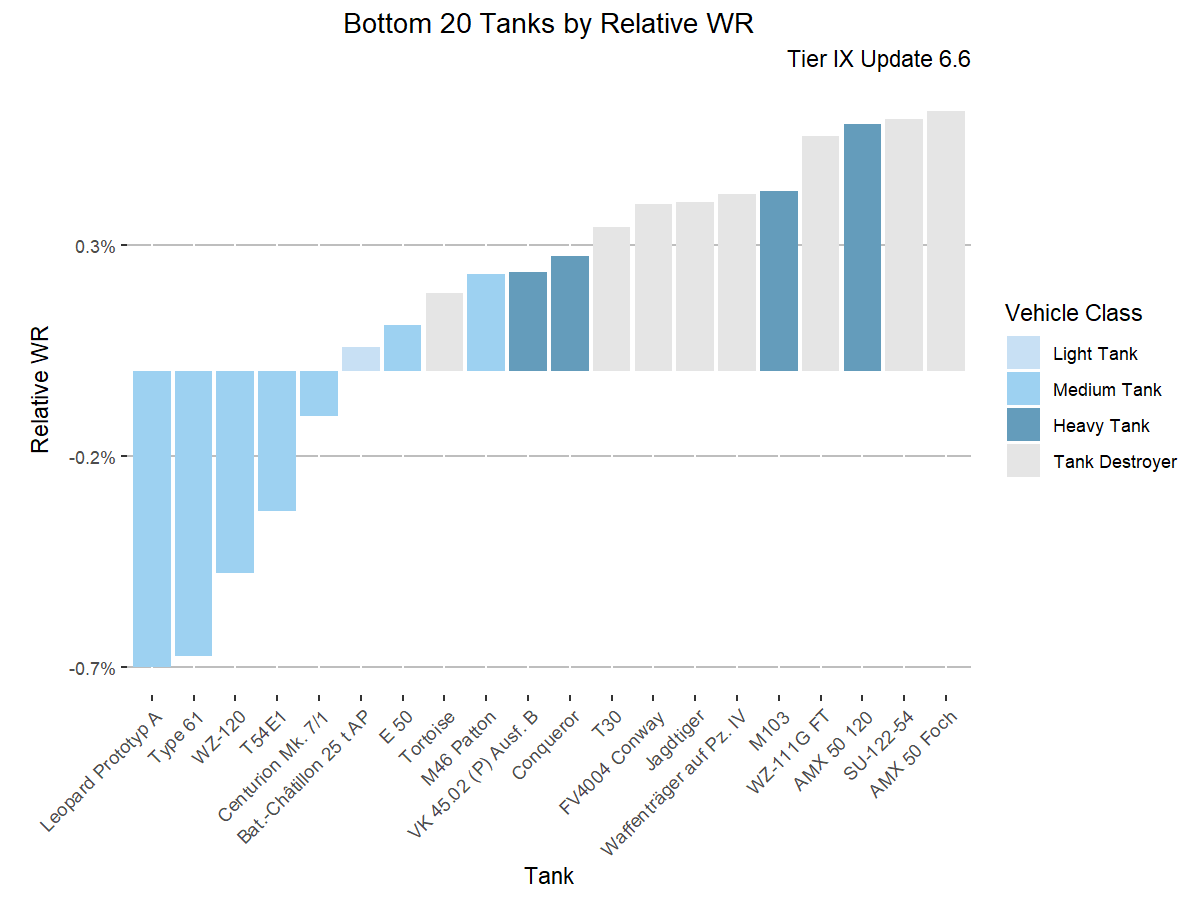 Bottom 20 Tanks by Relative WR
Tier IX Update 6.6
Relative WR
0.3%
-0.2%
-0.7%
Leopard Prototyp A
Type 61
WZ-120
T54E1
Centurion Mk. 7/1
Bat.-Châtillon 25 t AP
E 50
Tortoise
M46 Patton
VK 45.02 (P) Ausf. B
Conqueror
T30
FV4004 Conway
Jagdtiger
Waffenträger auf Pz. IV
M103
WZ-111G FT
AMX 50 120
SU-122-54
AMX 50 Foch
Tank
Vehicle Class
Light Tank
Medium Tank
Heavy Tank
Tank Destroyer